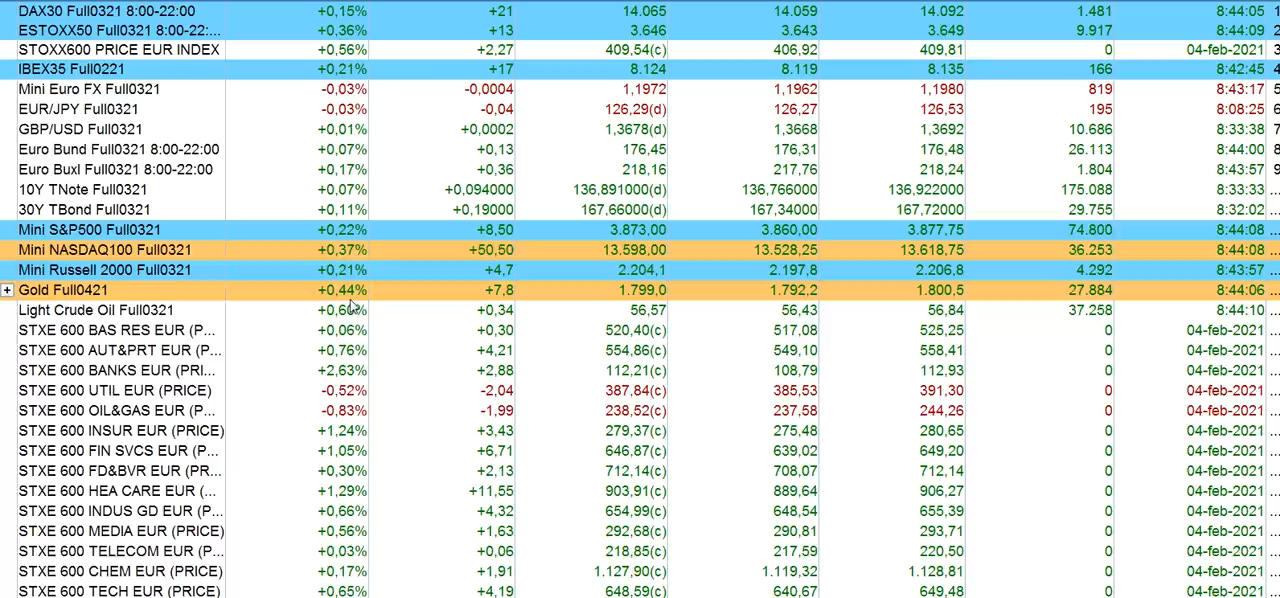 DAX30 Full0321 8:00-22:00 +0,15% +21 14.065 14.059 14.092 1.481 8:44:05 1
ESTOXX50 Full0321 8:00-22:... +0,36% +13 3.646 3.643 3.649 9.917 8:44:09 2
STOXX600 PRICE EUR INDEX +0,56% +2,27 409,54(c) 406,92 409,81 0 04-feb-2021 3
IBEX35 Full0221 +0,21% +17 8.124 8.119 8.135 166 8:42:45 4
Mini Euro FX Full0321 -0,03% -0,0004 1,1972 1,1962 1,1980 819 8:43:17 5
EUR/JPY Full0321 -0,03% -0,04 126,29(d) 126,27 126,53 195 8:08:25 6
GBP/USD Full0321 +0,01% +0,0002 1,3678(d) 1,3668 1,3692 10.686 8:33:38 7
Euro Bund Full0321 8:00-22:00 +0,07% +0,13 176,45 176,31 176,48 26.113 8:44:00 8
Euro Buxl Full0321 8:00-22:00 +0,17% +0,36 218,16 217,76 218,24 1.804 8:43:57 9
10Y TNote Full0321 +0,07% +0,094000 136,891000(d) 136,766000 136,922000 175.088 8:33:33 ...
30Y TBond Full0321 +0,11% +0,19000 167,66000(d) 167,34000 167,72000 29.755 8:32:02 ...
Mini S&P500 Full0321 +0,22% +8,50 3.873,00 3.860,00 3.877,75 74.800 8:44:08 ...
Mini NASDAQ100 Full0321 +0,37% +50,50 13.598,00 13.528,25 13.618,75 36.253 8:44:08 ...
Mini Russell 2000 Full0321 +0,21% +4,7 2.204,1 2.197,8 2.206,8 4.292 8:43:57 ...
Gold Full0421 +0,44% +7,8 1.799,0 1.792,2 1.800,5 27.884 8:44:06 ...
Light Crude Oil Full0321 +0,34 56,57 56,43 56,84 37.258 8:44:10 ...
STXE 600 BAS RES EUR (P... +0,06% +0,30 520,40(c) 517,08 525,25 0 04-feb-2021 ...
STXE 600 AUT&PRT EUR (P... +0,76% +4,21 554,86(c) 549,10 558,41 0 04-feb-2021 ...
STXE 600 BANKS EUR (PRI... +2,63% +2,88 112,21(c) 108,79 112,93 0 04-feb-2021 ...
STXE 600 UTIL EUR (PRICE) -0,52% -2,04 387,84(c) 385,53 391,30 0 04-feb-2021 ...
STXE 600 OIL&GAS EUR (P... -0,83% -1,99 238,52(c) 237,58 244,26 0 04-feb-2021 ...
STXE 600 INSUR EUR (PRICE) +1,24% +3,43 279,37(c) 275,48 280,65 0 04-feb-2021 ...
STXE 600 FIN SVCS EUR (P... +1,05% +6,71 646,87(c) 639,02 649,20 0 04-feb-2021 ...
STXE 600 FD&BVR EUR (PR... +0,30% +2,13 712,14(c) 708,07 712,14 0 04-feb-2021 ...
STXE 600 HEA CARE EUR (... +1,29% +11,55 903,91(c) 889,64 906,27 0 04-feb-2021 ...
STXE 600 INDUS GD EUR (P... +0,66% +4,32 654,99(c) 648,54 655,39 0 04-feb-2021 ...
STXE 600 MEDIA EUR (PRICE) +0,56% +1,63 292,68(c) 290,81 293,71 0 04-feb-2021 ...
STXE 600 TELECOM EUR (P... +0,03% +0,06 218,85(c) 217,59 220,50 0 04-feb-2021 ...
STXE 600 CHEM EUR (PRICE) +0,17% +1,91 1.127,90(c) 1.119,32 1.128,81 0 04-feb-2021 ...
STXE 600 TECH EUR (PRICE) +0,65% +4,19 648,59(c) 640,67 649,48 0 04-feb-2021 ...